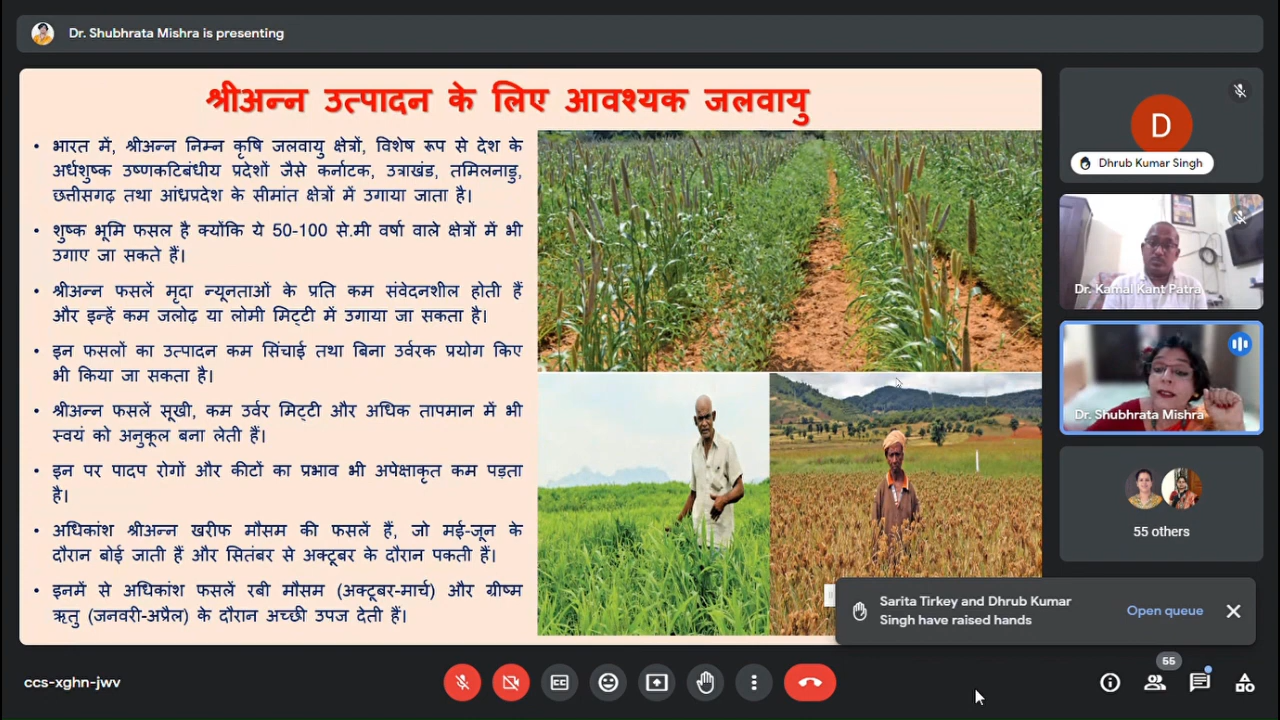 Dr. Shubhrata Mishra is presenting
श्रीअन्न उत्पादन के लिए आवश्यक जलवायु
• भारत में, श्रीअन्न निम्न कृषि जलवायु क्षेत्रों, विशेष रूप से देश के
अर्धशुष्क उष्णकटिबंधीय प्रदेशों जैसे कर्नाटक, उत्राखंड, तमिलनाडु,
छत्तीसगढ़ तथा आंध्रप्रदेश के सीमांत क्षेत्रों में उगाया जाता है।
• शुष्क भूमि फसल है क्योंकि ये 50-100 से.मी वर्षा वाले क्षेत्रों में भी
उगाए जा सकते हैं।
• श्रीअन्न फसलें मृदा न्यूनताओं के प्रति कम संवेदनशील होती हैं
और इन्हें कम जलोढ़ या लोमी मिट्टी में उगाया जा सकता है।
• इन फसलों का उत्पादन कम सिंचाई तथा बिना उर्वरक प्रयोग किए
भी किया जा सकता है।
• श्रीअन्न फसलें सूखी, कम उर्वर मिट्टी और अधिक तापमान में भी
स्वयं को अनुकूल बना लेती हैं।
• इन पर पादप रोगों और कीटों का प्रभाव भी अपेक्षाकृत कम पड़ता
है।
• अधिकांश श्रीअन्न खरीफ मौसम की फसलें हैं, जो मई-जून के
दौरान बोई जाती हैं और सितंबर से अक्टूबर के दौरान पकती हैं।
• इनमें से अधिकांश फसलें रबी मौसम (अक्टूबर-मार्च) और ग्रीष्म
ऋतु (जनवरी-अप्रैल) के दौरान अच्छी उपज देती हैं।
D
Dhrub Kumar Singh
Dr. Kamal Kant Patra
Dr. Shubhrata Mishra
55 others
Sarita Tirkey and Dhrub Kumar
Singh have raised hands
Open queue
ccs-xghn-jwv
55